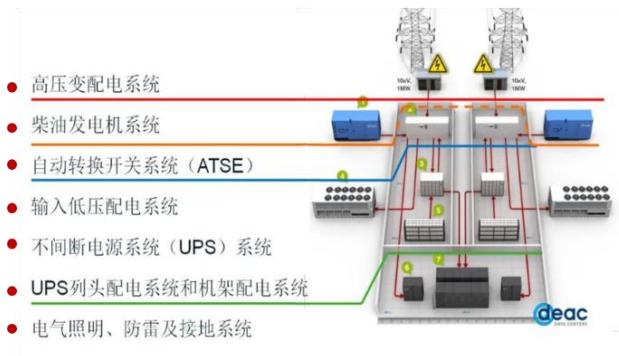 高压变配电系统
柴油发电机系统
自动转换开关系统（ATSE）
输入低压配电系统
不间断电源系统（UPS）系统
UPS列头配电系统和机架配电系统
电气照明、防雷及接地系统
10кV,
1MW
10кV,
1MW
3
4
5
6
7
deac
DATA CENTERS